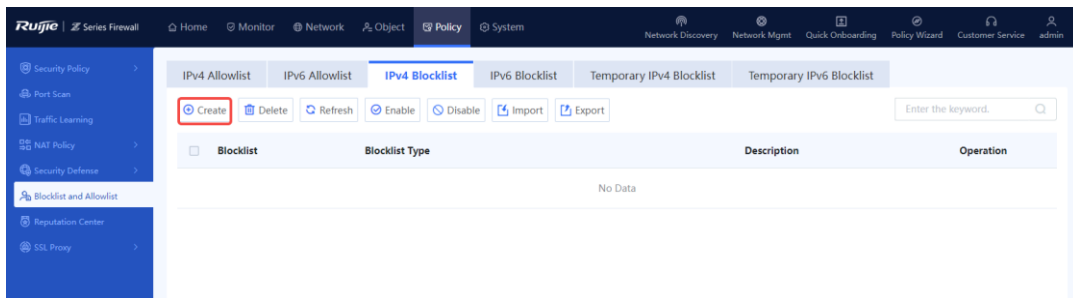 Ruijie | Z Series Firewall Home Monitor Network Object Policy System Network Discovery Network Mgmt Quick Onboarding Policy Wizard Customer Service admin
Security Policy
Port Scan
Traffic Learning
NAT Policy
Security Defense
Blocklist and Allowlist
Reputation Center
SSL Proxy
IPv4 Allowlist IPv6 Allowlist IPv4 Blocklist IPv6 Blocklist Temporary IPv4 Blocklist Temporary IPv6 Blocklist
Create Delete Refresh Enable Disable Import Export Enter the keyword.
Blocklist Blocklist Type Description Operation
No Data